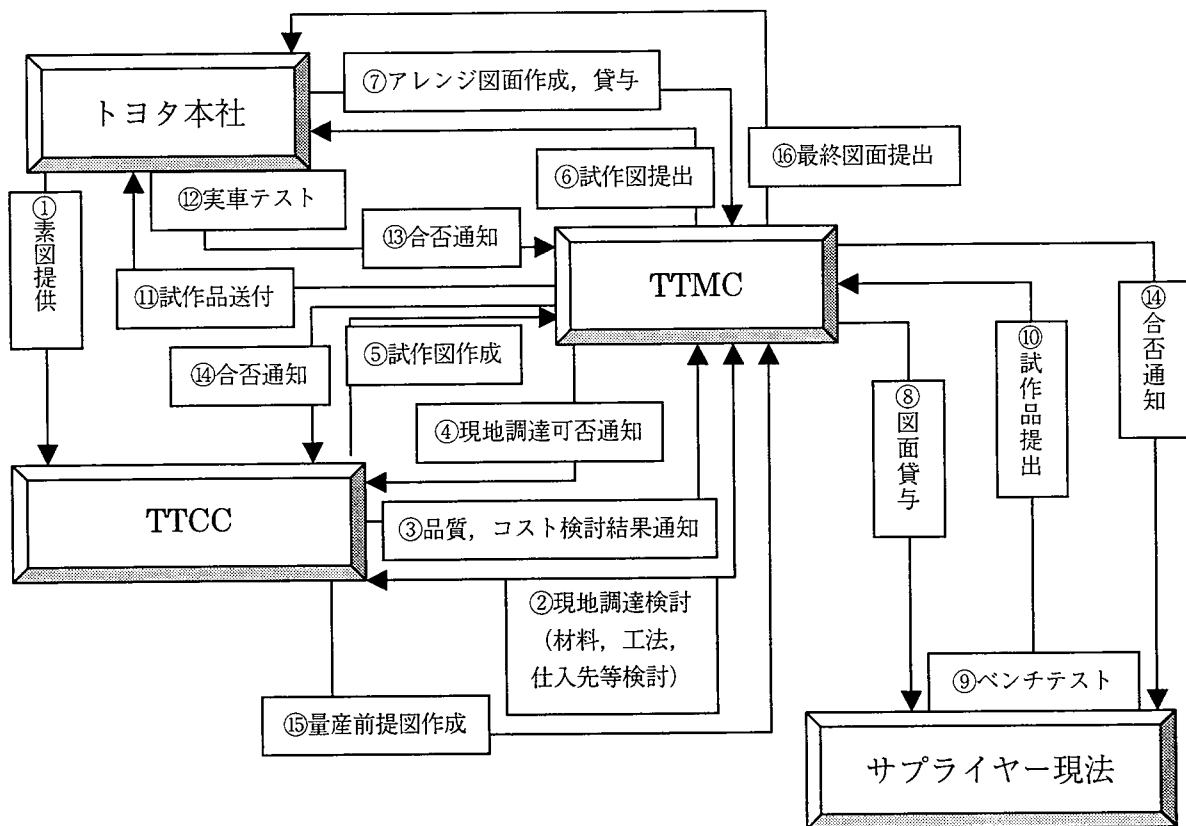 ⑦アレンジ図面作成，貸与
トヨタ本社
⑯最終図面提出
⑥試作図提出
⑫実車テスト
①素図提供
⑬合否通知
TTMC
⑪試作品送付
⑭合否通知
⑩試作品提出
⑤試作図作成
⑭合否通知
⑧図面貸与
④現地調達可否通知
TTCC
③品質，コスト検討結果通知
②現地調達検討
（材料，工法，
仕入先等検討）
⑨ベンチテスト
⑮量産前提図作成
サプライヤー現法